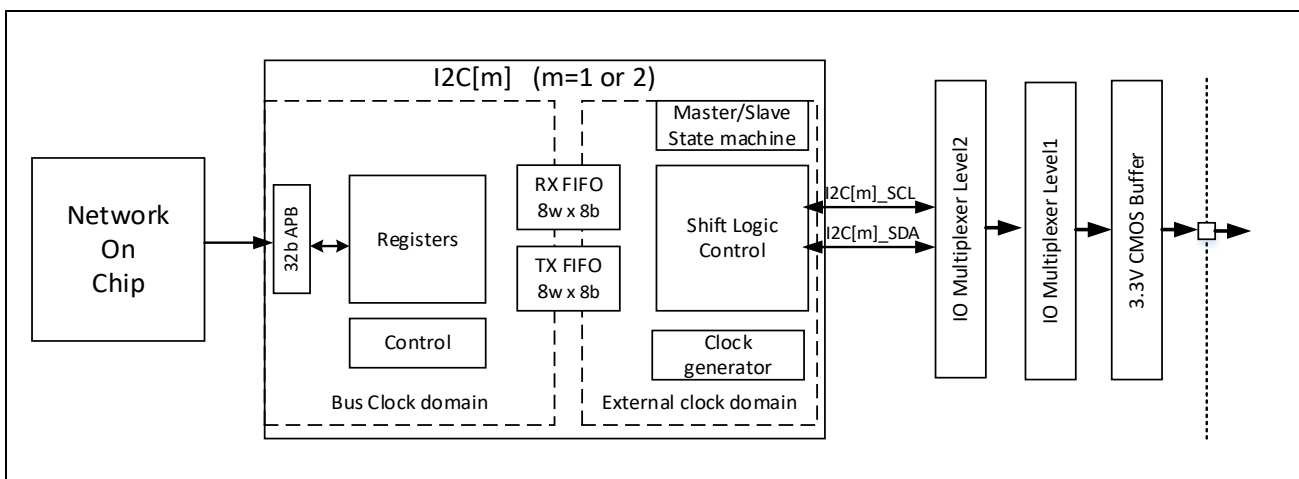 I2C[m] (m=1 or 2)
Network
On
Chip
32b APB
Registers
Control
Bus Clock domain
RX FIFO
8w x 8b
TX FIFO
8w x 8b
Master/Slave
State machine
Shift Logic
Control
Clock
generator
External clock domain
I2C[m]_SCL
I2C[m]_SDA
IO Multiplexer Level2
IO Multiplexer Level1
3.3V CMOS Buffer